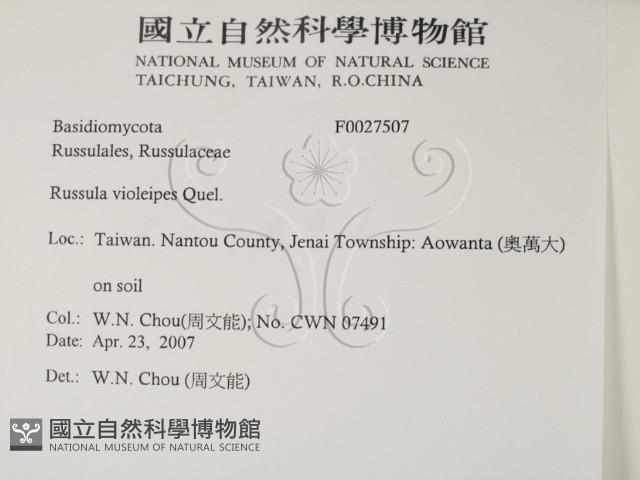 國立自然科學博物館
NATIONAL MUSEUM OF NATURAL SCIENCE
TAICHUNG, TAIWAN, R.O.CHINA
Basidiomycota F0027507
Russulales, Russulaceae
Russula violeipes Quel.
Loc.: Taiwan. Nantou County, Jenai Township: Aowanta (奧萬大)
on soil
Col.: W.N. Chou(周文能); No. CWN 07491
Date: Apr. 23, 2007
Det.: W.N. Chou (周文能)
國立自然科學博物館
NATIONAL MUSEUM OF NATURAL SCIENCE